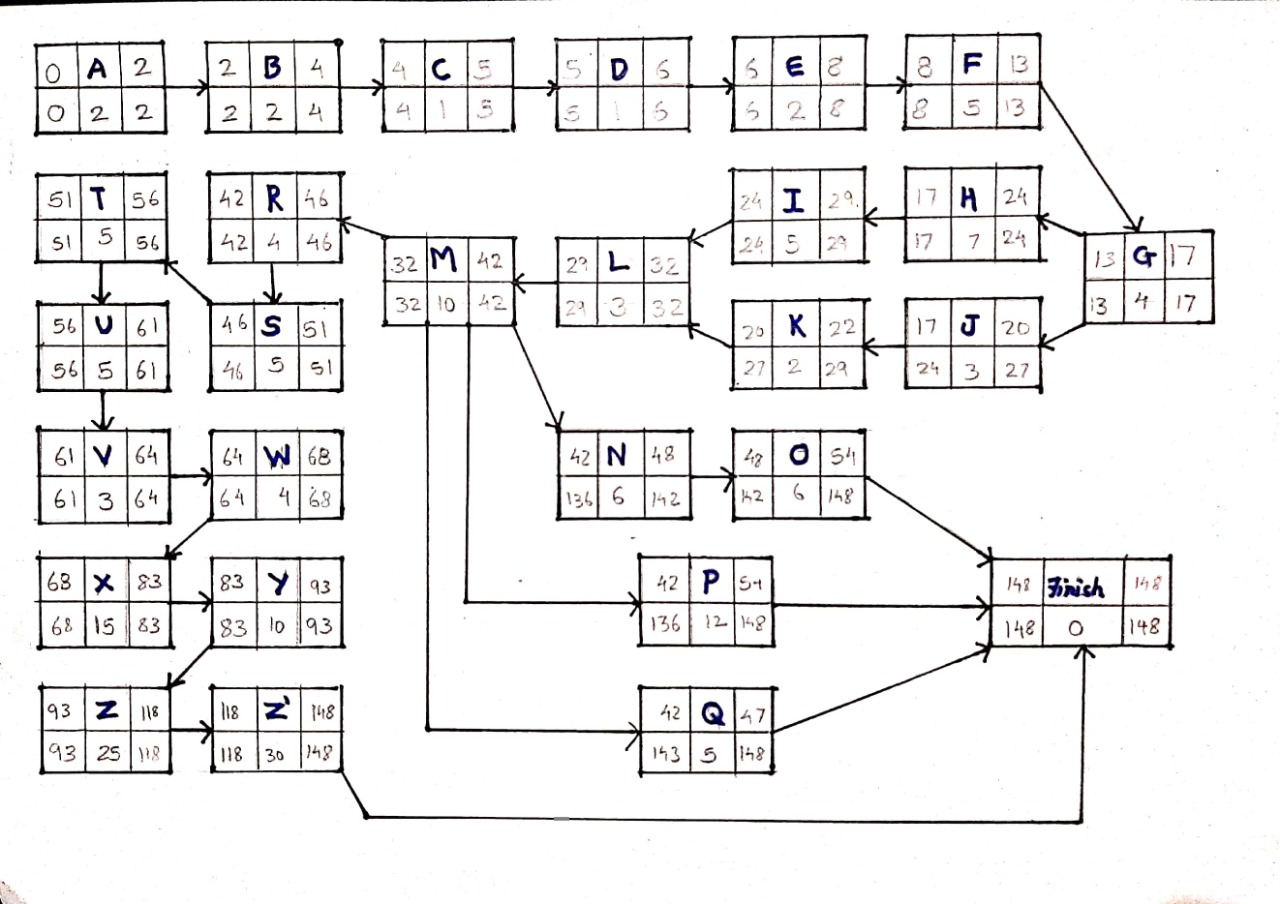 0 A 2
0 2 2
2 B 4
2 2 4
4 C 5
4 1 5
5 D 6
5 1 6
6 E 8
6 2 8
8 F 13
8 5 13
T
51 T 56
51 5 56
42 R 46
42 4 46
32 M 42
32 10 42
29 L 32
29 3 32
24 I 29
24 5 29
17 H 24
17 7 24
13 G 17
13 4 17
56 U 61
56 5 61
46 S 51
46 5 51
20 K 22
27 2 29
17 J 20
24 3 27
61 V 64
61 3 64
64 W 68
64 4 68
42 N 48
136 6 142
48 O 54
142 6 148
68 X 83
68 15 83
83 Y 93
83 10 93
42 P 54
136 12 148
148 Finish 148
148 0 148
93 Z 118
93 25 118
118 Z' 148
118 30 148
42 Q 47
143 5 148